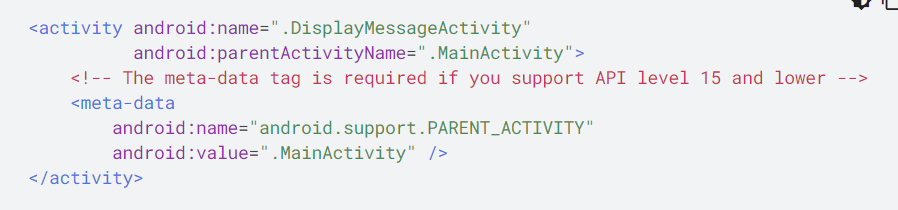 <activity android:name=".DisplayMessageActivity"
android:parentActivityName=".MainActivity">
<!-- The meta-data tag is required if you support API level 15 and lower -->
<meta-data
android:name="android.support.PARENT_ACTIVITY"
android:value=".MainActivity" />
</activity>